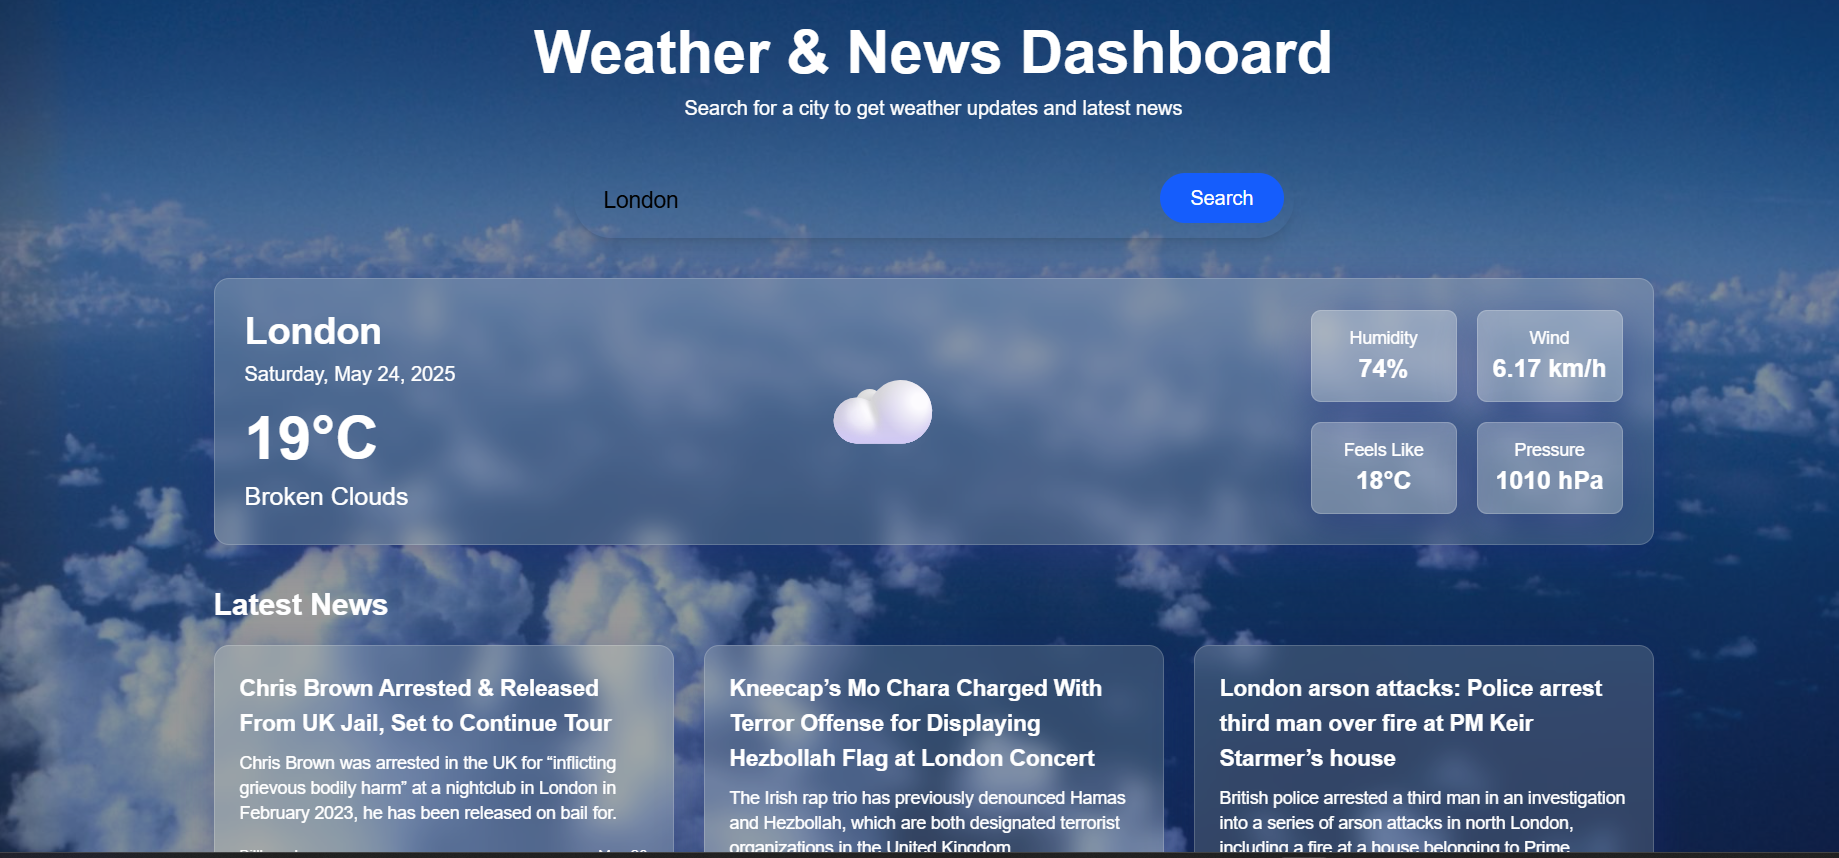 Weather & News Dashboard
Search for a city to get weather updates and latest news
London
Search
London
Saturday, May 24, 2025
19°C
Broken Clouds
Humidity
74%
Wind
6.17 km/h
Feels Like
18°C
Pressure
1010 hPa
Latest News
Chris Brown Arrested & Released
From UK Jail, Set to Continue Tour
Chris Brown was arrested in the UK for “inflicting
grievous bodily harm” at a nightclub in London in
February 2023, he has been released on bail for.
Kneecap’s Mo Chara Charged With
Terror Offense for Displaying
Hezbollah Flag at London Concert
The Irish rap trio has previously denounced Hamas
and Hezbollah, which are both designated terrorist
organizations in the United Kingdom
London arson attacks: Police arrest
third man over fire at PM Keir
Starmer’s house
British police arrested a third man in an investigation
into a series of arson attacks in north London,
including a fire at a house belonging to Prime